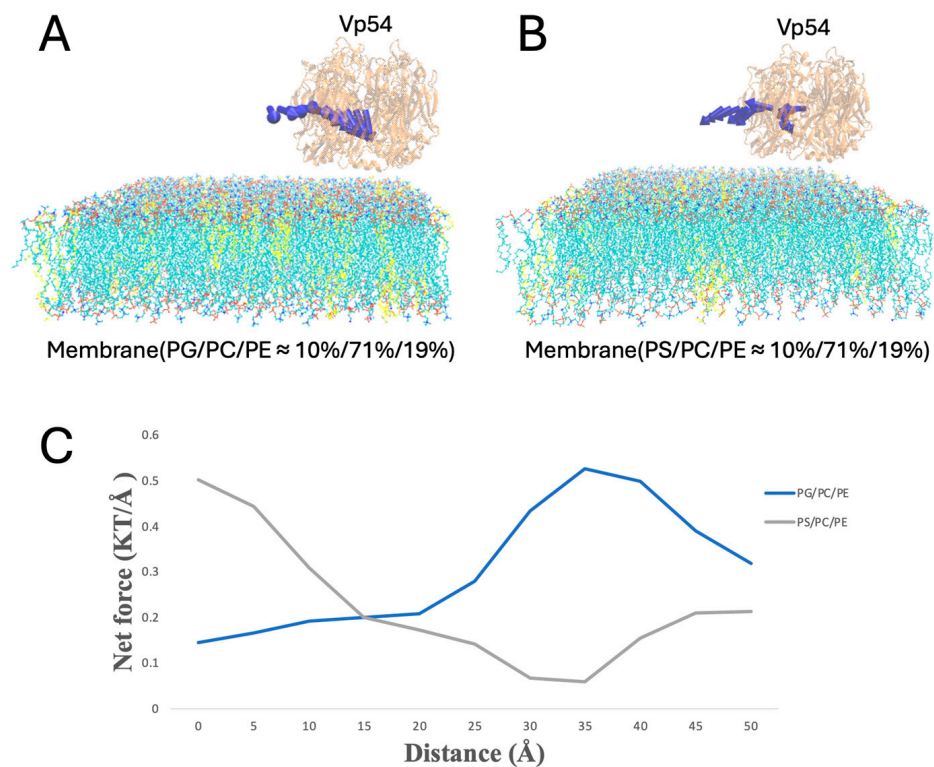 A
Vp54
B
Vp54
Membrane(PG/PC/PE ≈ 10%/71%/19%)
Membrane(PS/PC/PE ≈ 10%/71%/19%)
C
Net force (KT/Å )
0.6
0.5
0.4
0.3
0.2
0.1
0
0 5 10 15 20 25 30 35 40 45 50
Distance (Å)
PG/PC/PE
PS/PC/PE